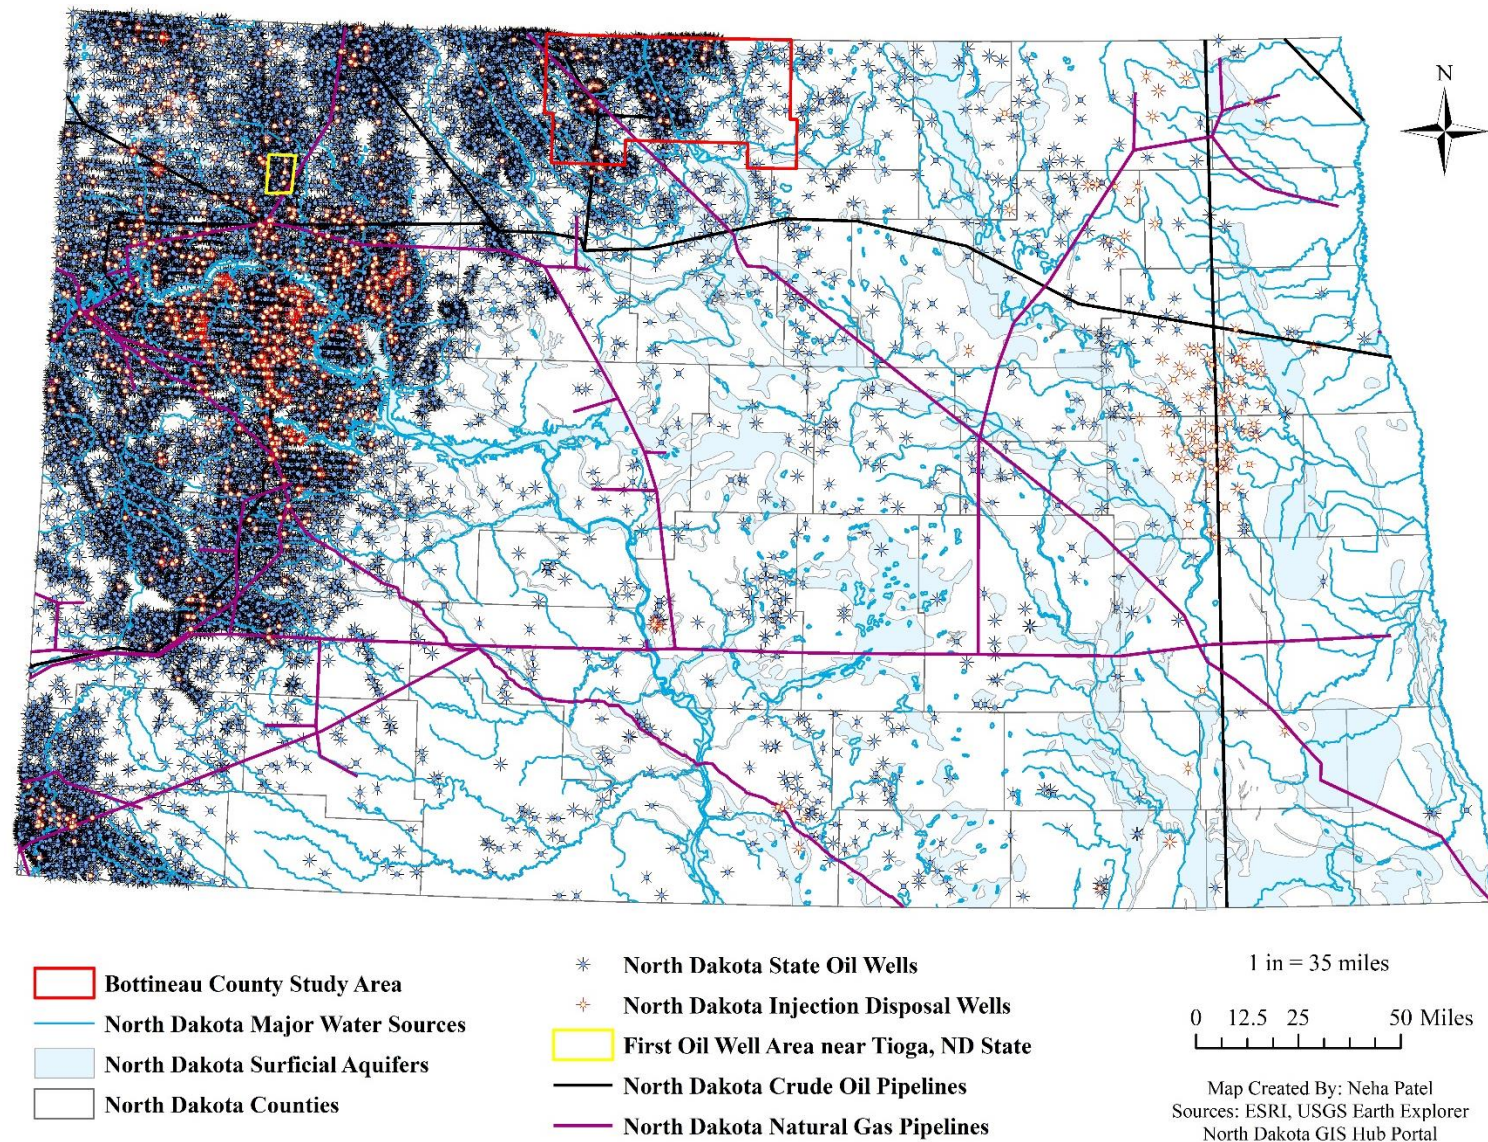 N
Bottineau County Study Area
North Dakota Major Water Sources
North Dakota Surficial Aquifers
North Dakota Counties
North Dakota State Oil Wells
North Dakota Injection Disposal Wells
First Oil Well Area near Tioga, ND State
North Dakota Crude Oil Pipelines
North Dakota Natural Gas Pipelines
1 in = 35 miles
0 12.5 25 50 Miles
Map Created By: Neha Patel
Sources: ESRI, USGS Earth Explorer
North Dakota GIS Hub Portal